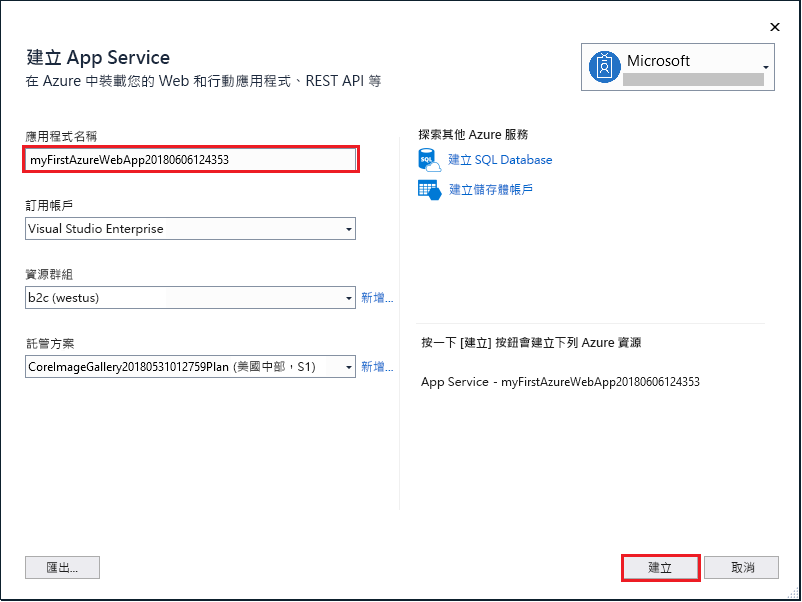 建立 App Service
在 Azure 中裝載您的 Web 和行動應用程式、REST API 等
Microsoft
應用程式名稱
myFirstAzureWebApp20180606124353
訂用帳戶
Visual Studio Enterprise
資源群組
b2c (westus)
新增...
託管方案
CoreImageGallery20180531012759Plan (美國中部，S1)
新增...
探索其他 Azure 服務
SQL
建立 SQL Database
建立儲存體帳戶
按一下 [建立] 按鈕會建立下列 Azure 資源
App Service - myFirstAzureWebApp20180606124353
匯出...
建立
取消